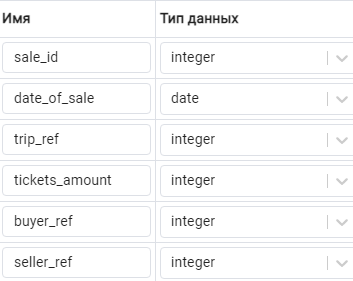 Имя Тип данных
sale_id integer
date_of_sale date
trip_ref integer
tickets_amount integer
buyer_ref integer
seller_ref integer